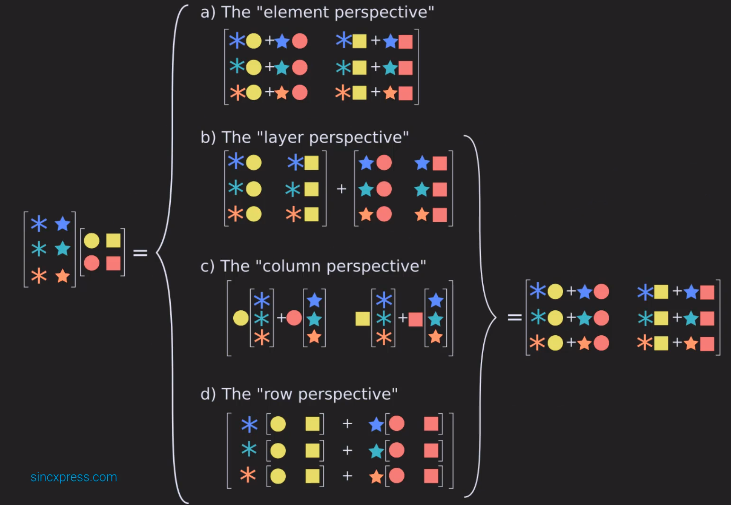 a) The "element perspective"
b) The "layer perspective"
c) The "column perspective"
d) The "row perspective"
sincxpress.com